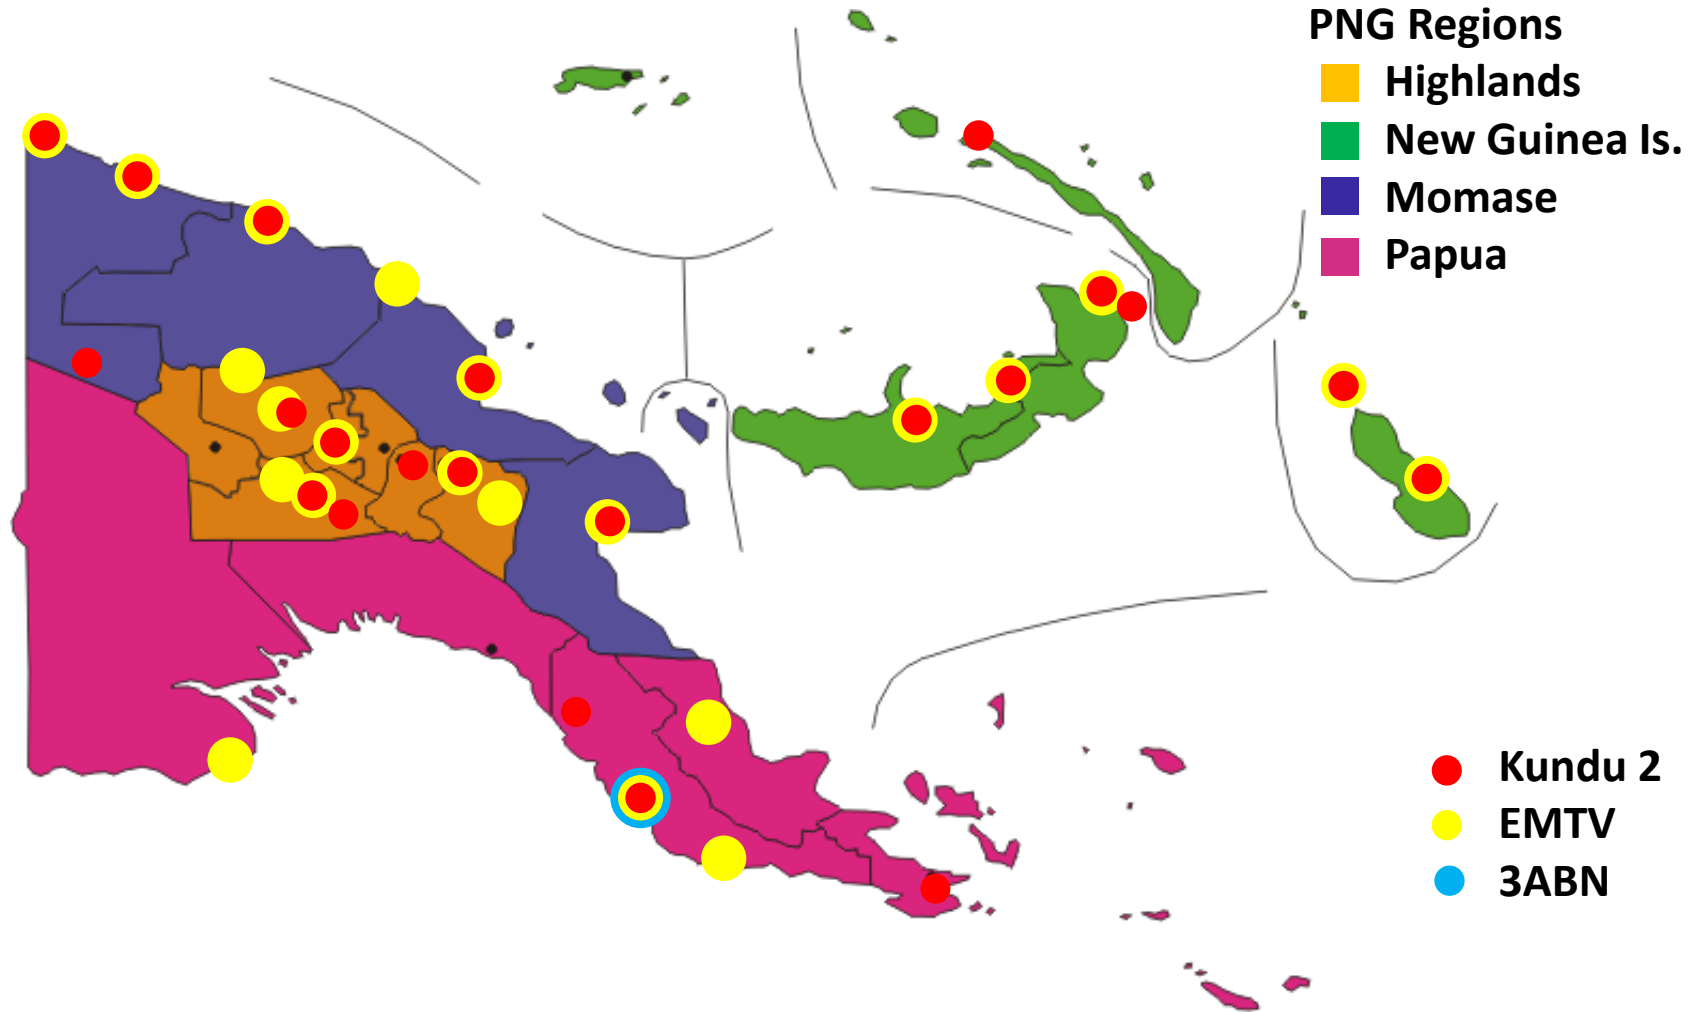 PNG Regions
Highlands
New Guinea Is.
Momase
Papua
Kundu 2
EMTV
3ABN